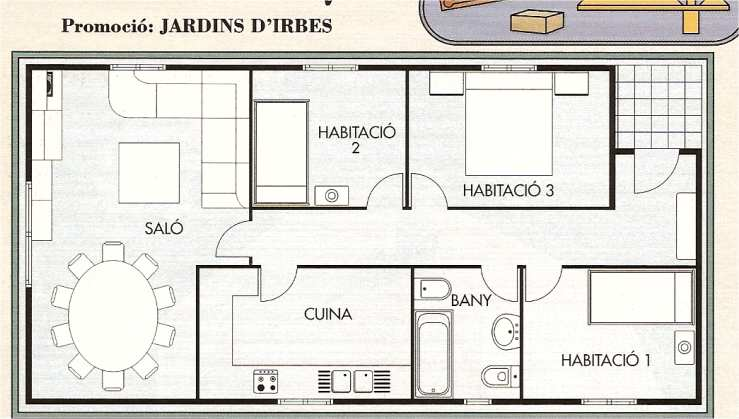 Promoció: JARDINS D'IRBES
HABITACIÓ
2
HABITACIÓ 3
SALÓ
CUINA
BANY
HABITACIÓ 1